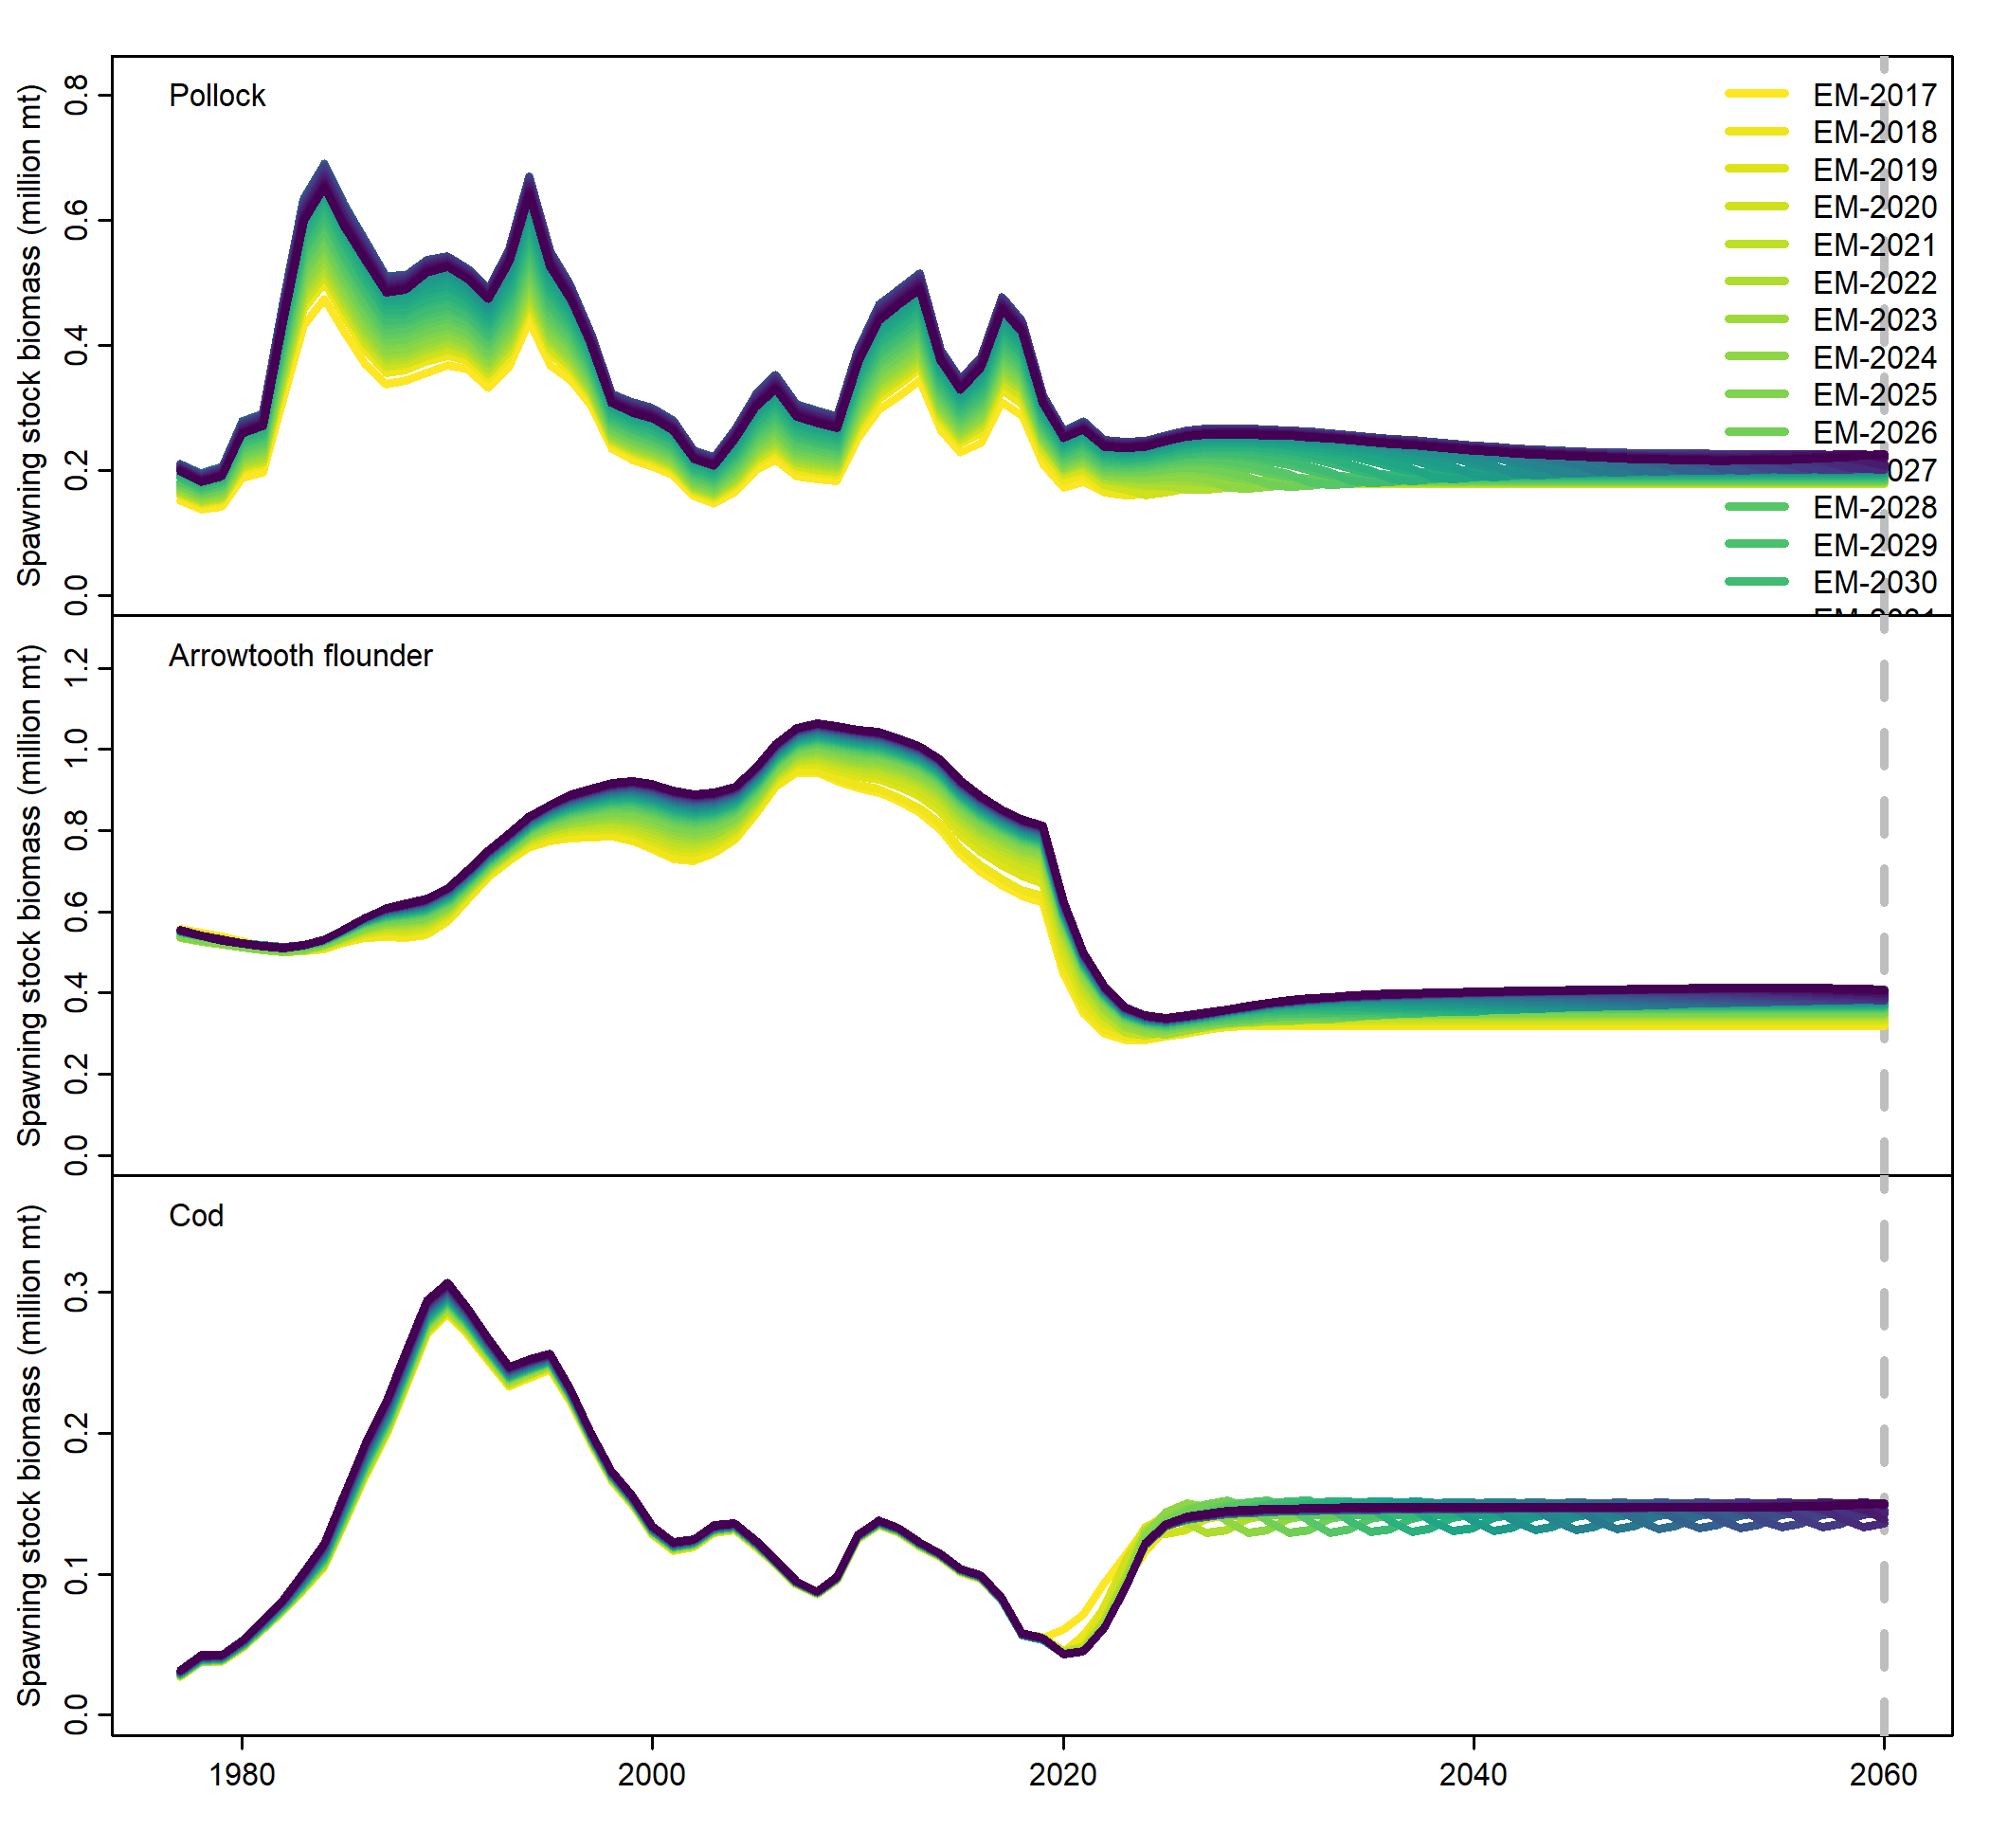 Spawning stock biomass (million mt)
0.0 0.2 0.4 0.6 0.8
Pollock
EM-2017
EM-2018
EM-2019
EM-2020
EM-2021
EM-2022
EM-2023
EM-2024
EM-2025
EM-2026
027
EM-2028
EM-2029
EM-2030
Spawning stock biomass (million mt)
0.0 0.2 0.4 0.6 0.8 1.0 1.2
Arrowtooth flounder
Spawning stock biomass (million mt)
0.0 0.1 0.2 0.3
Cod
1980 2000 2020 2040 2060